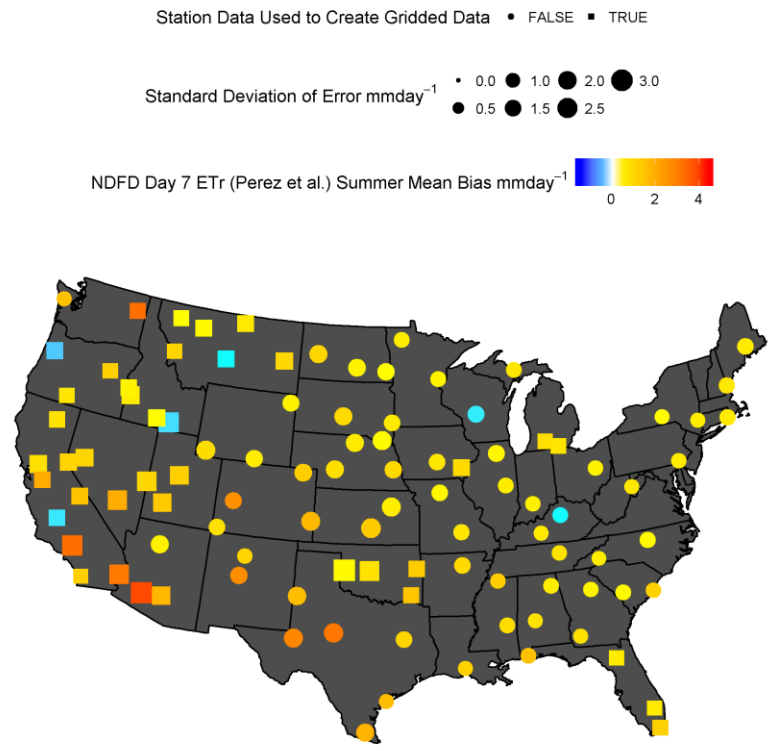 Station Data Used to Create Gridded Data FALSE TRUE
Standard Deviation of Error mmday⁻¹ 0.0 1.0 2.0 3.0
0.5 1.5 2.5
NDFD Day 7 ETr (Perez et al.) Summer Mean Bias mmday⁻¹
0 2 4